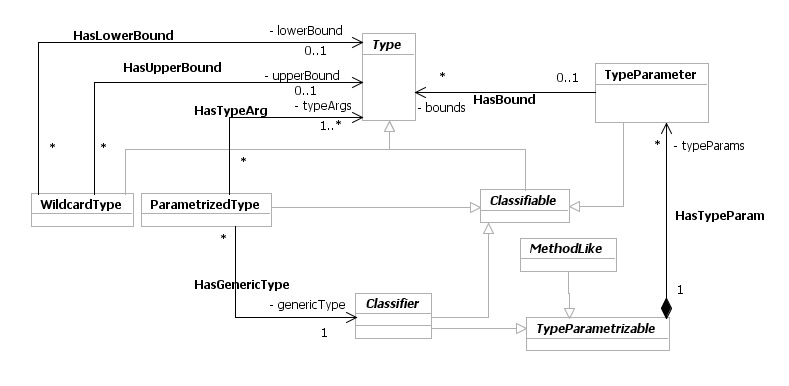 HasLowerBound
- lowerBound
0..1
Type
HasUpperBound
- upperBound
0..1
HasTypeArg
- typeArgs
1..*
*
- bounds
HasBound
0..1
TypeParameter
*
*
*
*
- typeParams
WildcardType
ParametrizedType
Classifiable
HasTypeParam
*
MethodLike
HasGenericType
- genericType
1
Classifier
1
TypeParametrizable